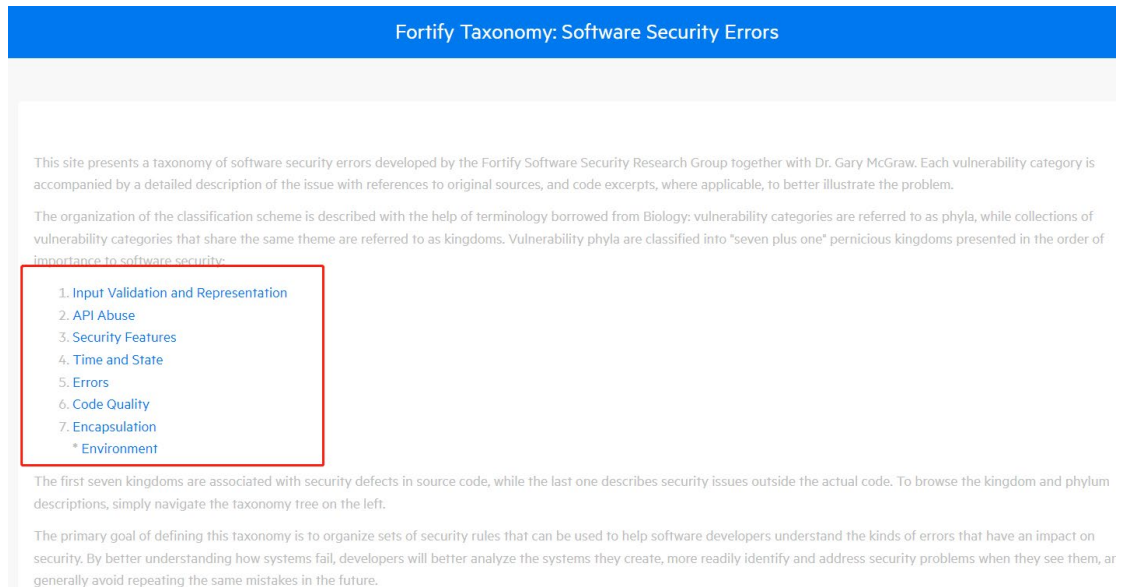 Fortify Taxonomy: Software Security Errors
This site presents a taxonomy of software security errors developed by the Fortify Software Security Research Group together with Dr. Gary McGraw. Each vulnerability category is
accompanied by a detailed description of the issue with references to original sources, and code excerpts, where applicable, to better illustrate the problem.
The organization of the classification scheme is described with the help of terminology borrowed from Biology: vulnerability categories are referred to as phyla, while collections of
vulnerability categories that share the same theme are referred to as kingdoms. Vulnerability phyla are classified into "seven plus one" pernicious kingdoms presented in the order of
importance to software security:
1. Input Validation and Representation
2. API Abuse
3. Security Features
4. Time and State
5. Errors
6. Code Quality
7. Encapsulation
* Environment
The first seven kingdoms are associated with security defects in source code, while the last one describes security issues outside the actual code. To browse the kingdom and phylum
descriptions, simply navigate the taxonomy tree on the left.
The primary goal of defining this taxonomy is to organize sets of security rules that can be used to help software developers understand the kinds of errors that have an impact on
security. By better understanding how systems fail, developers will better analyze the systems they create, more readily identify and address security problems when they see them, ar
generally avoid repeating the same mistakes in the future.